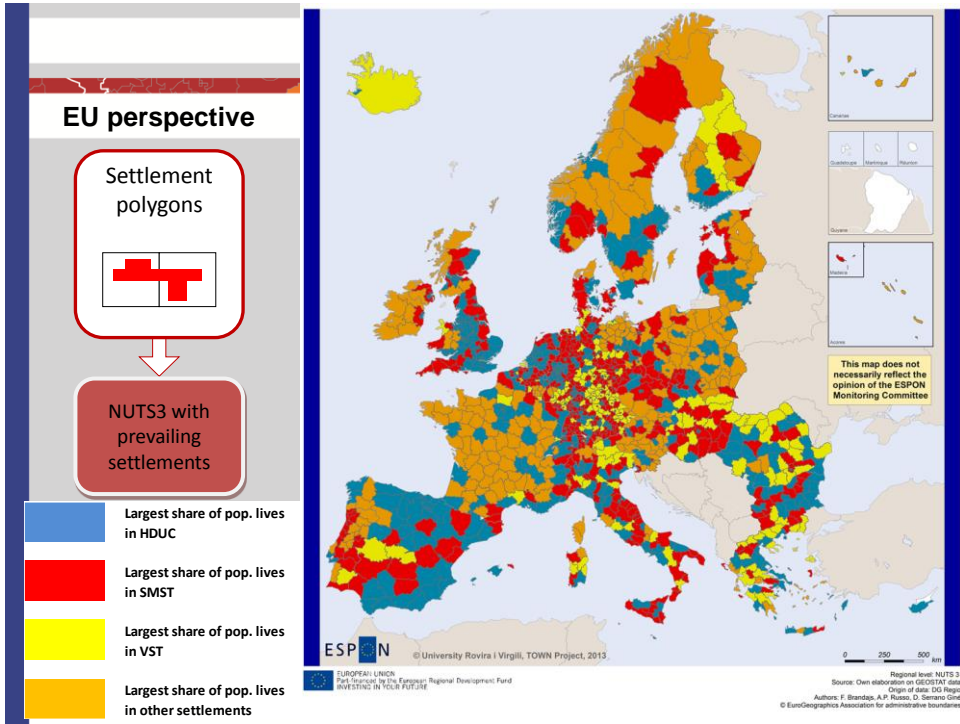 EU perspective
Settlement
polygons
NUTS3 with
prevailing
settlements
Largest share of pop. lives
in HDUC
Largest share of pop. lives
in SMST
Largest share of pop. lives
in VST
Largest share of pop. lives
in other settlements
Canarias
Guadeloupe
Martinique
Réunion
Guyane
Madeira
Acores
This map does not
necessarily reflect the
opinion of the ESPON
Monitoring Committee
ESPON
© University Rovira i Virgili, TOWN Project, 2013
0 250 500
km
EUROPEAN UNION
Part-financed by the European Regional Development Fund
INVESTING IN YOUR FUTURE
Regional level: NUTS 3
Source: Own elaboration on GEOSTAT data
Origin of data: DG Regio
Authors: F. Brandajs, A.P. Russo, D. Serrano Giné
© EuroGeographics Association for administrative boundaries